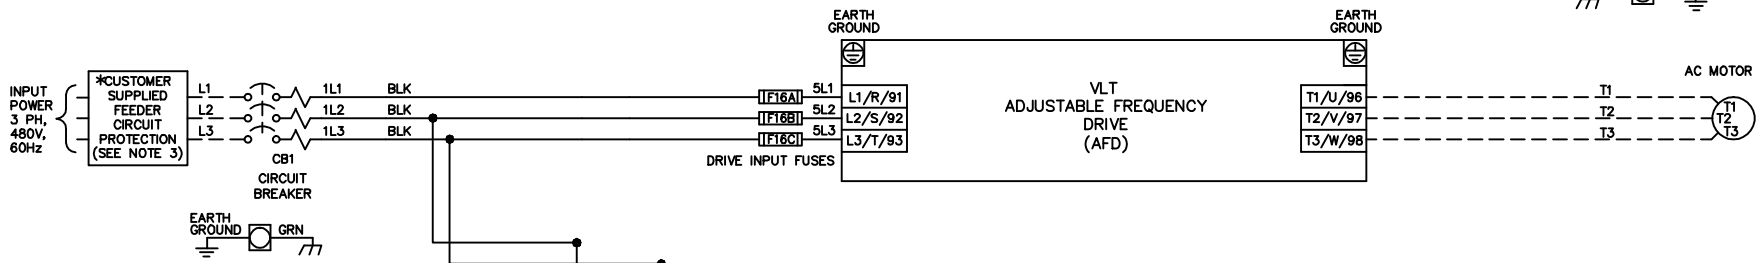 EARTH
GROUND
EARTH
GROUND
INPUT
POWER
3 PH,
480V,
60Hz
*CUSTOMER
SUPPLIED
FEEDER
CIRCUIT
PROTECTION
(SEE NOTE 3)
L1
L2
L3
CB1
CIRCUIT
BREAKER
1L1 BLK
1L2
1L3 BLK
F16A
F16B
F16C
DRIVE INPUT FUSES
5L1
5L2
5L3
L1/R/91
L2/S/92
L3/T/93
VLT
ADJUSTABLE FREQUENCY
DRIVE
(AFD)
T1/U/96
T2/V/97
T3/W/98
T1
T2
T3
AC MOTOR
T1
T2
T3
EARTH
GROUND
GRN